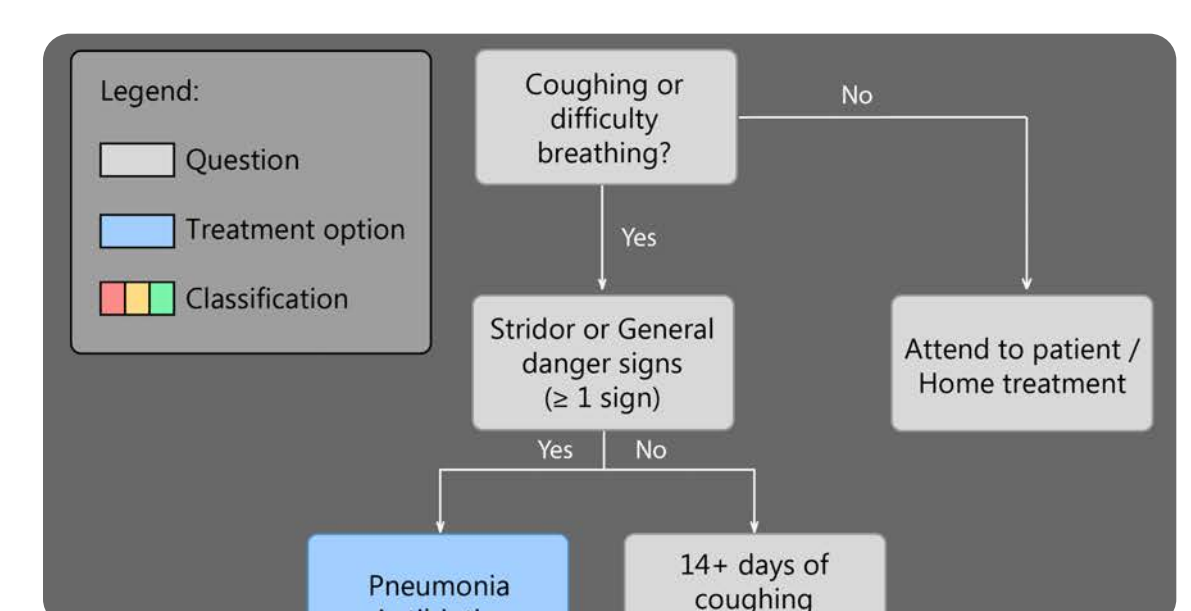 Legend:
Question
Treatment option
Classification
Coughing or
difficulty
breathing?
No
Yes
Stridor or General
danger signs
(≥ 1 sign)
Attend to patient /
Home treatment
Yes
No
Pneumonia
14+ days of
coughing